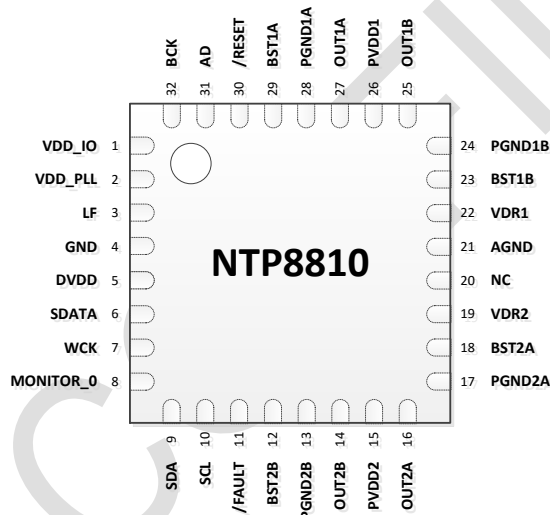 32 BCK
31 AD
30 /RESET
29 BST1A
28 PGND1A
27 OUT1A
26 PVDD1
25 OUT1B
VDD_IO 1
VDD_PLL 2
LF 3
GND 4
DVDD 5
SDATA 6
WCK 7
MONITOR_0 8
NTP8810
24 PGND1B
23 BST1B
22 VDR1
21 AGND
20 NC
19 VDR2
18 BST2A
17 PGND2A
SDA 9
SCL 10
/FAULT 11
BST2B 12
PGND2B 13
OUT2B 14
PVDD2 15
OUT2A 16